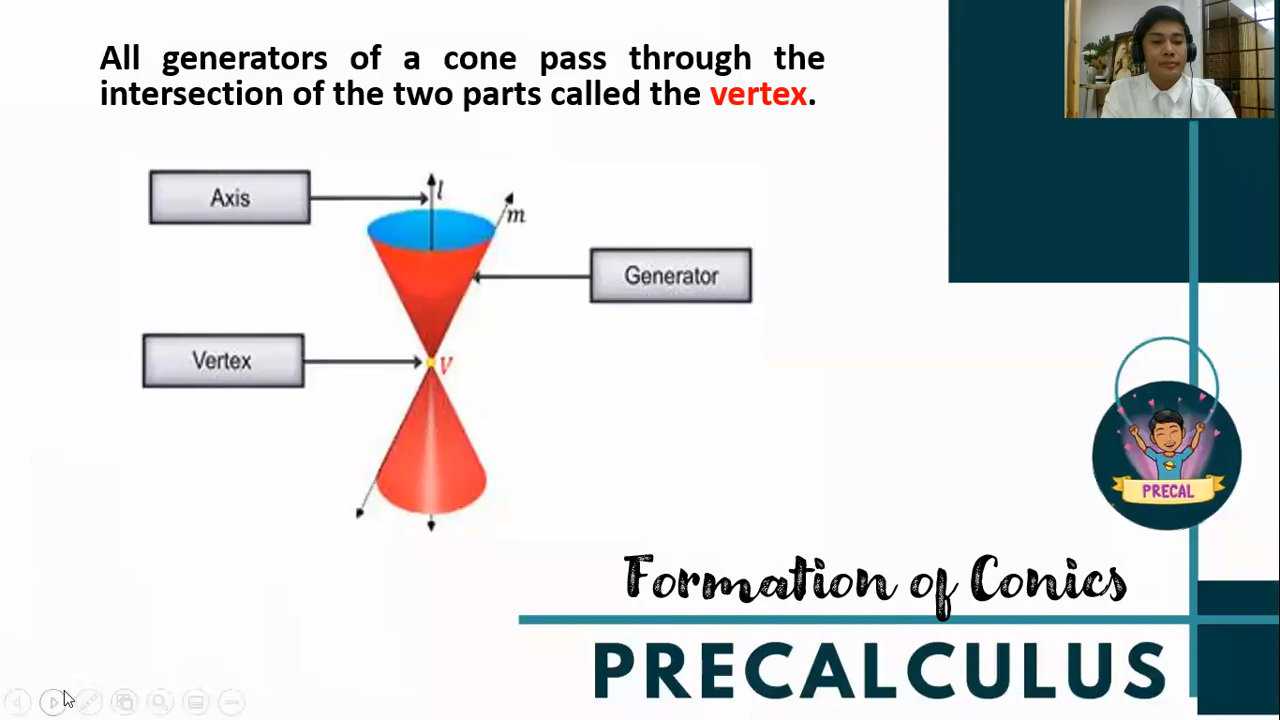 All generators of a cone pass through the
intersection of the two parts called the vertex.
Axis
l
m
Generator
Vertex
V
PRECAL
Formation of Conics
PRECALCULUS